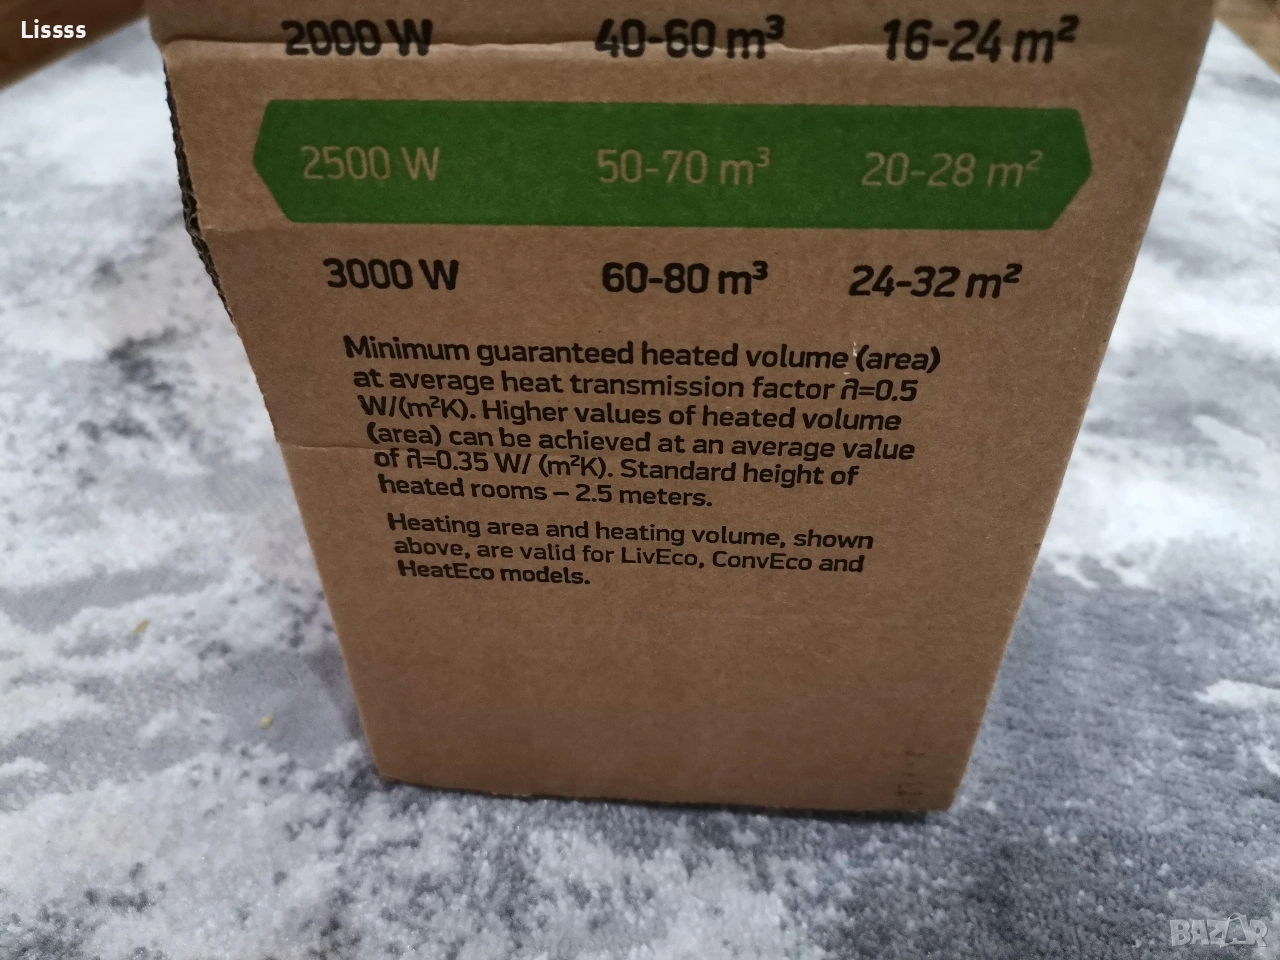 Lissss
2000 W 40-60 m³ 16-24 m²
2500 W 50-70 m³ 20-28 m²
3000 W 60-80 m³ 24-32 m²
Minimum guaranteed heated volume (area)
at average heat transmission factor λ=0.5
W/(m²K). Higher values of heated volume
(area) can be achieved at an average value
of λ=0.35 W/ (m²K). Standard height of
heated rooms – 2.5 meters.
Heating area and heating volume, shown
above, are valid for LivEco, ConvEco and
HeatEco models.
BAZAR